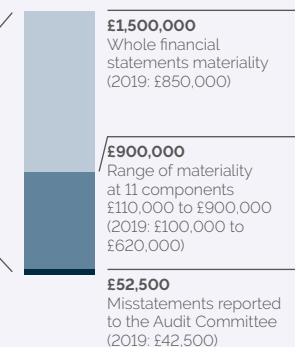 £1,500,000
Whole financial
statements materiality
(2019: £850,000)
£900,000
Range of materiality
at 11 components
£110,000 to £900,000
(2019: £100,000 to
£620,000)
£52,500
Misstatements reported
to the Audit Committee
(2019: £42,500)